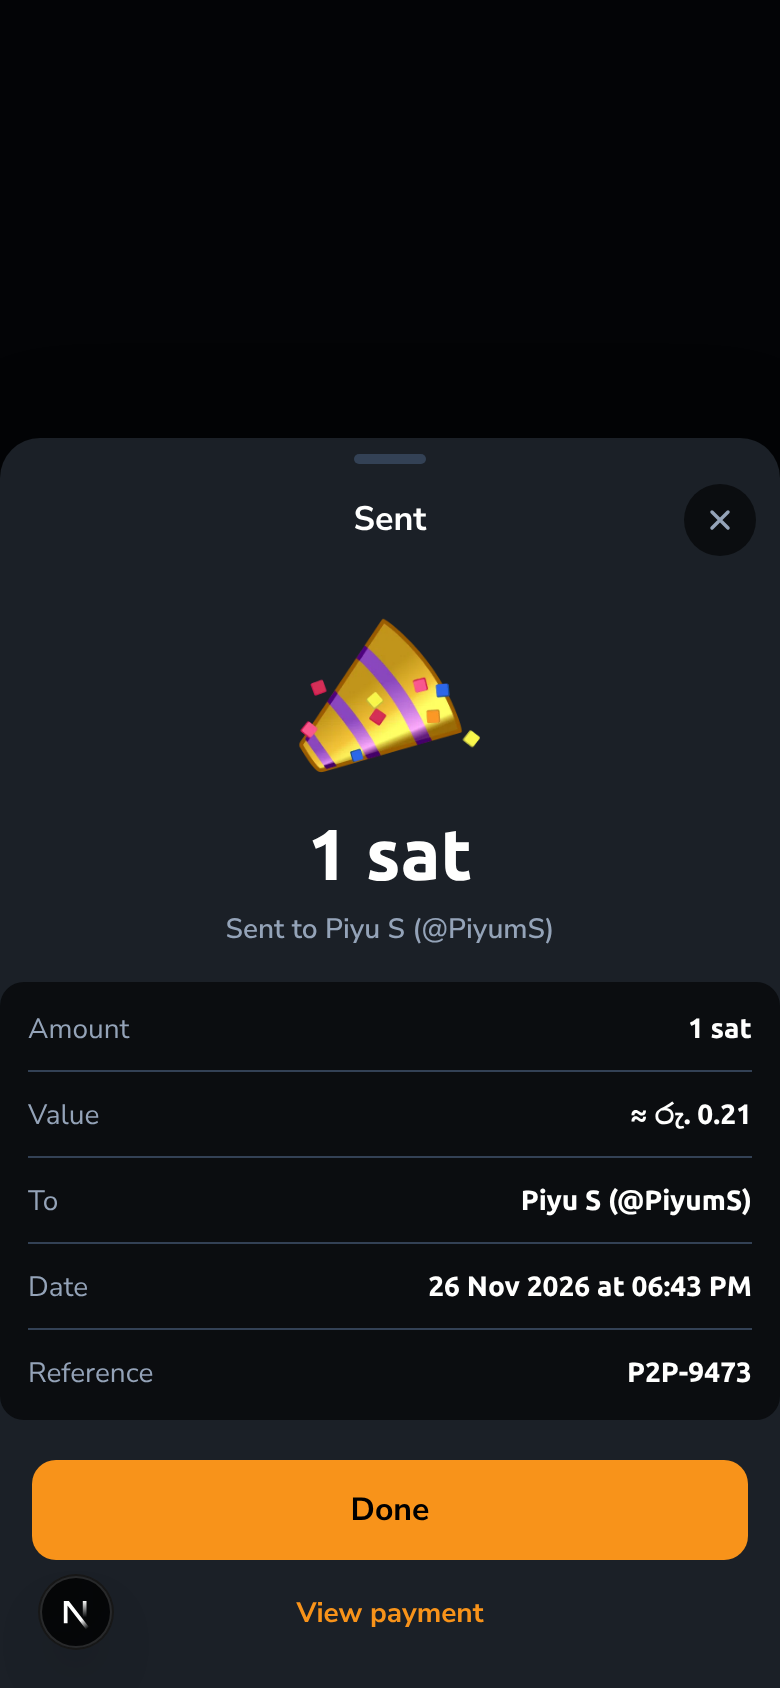 Sent
1 sat
Sent to Piyu S (@PiyumS)
Amount 1 sat
Value ≈ රු. 0.21
To Piyu S (@PiyumS)
Date 26 Nov 2026 at 06:43 PM
Reference P2P-9473
Done
N
View payment